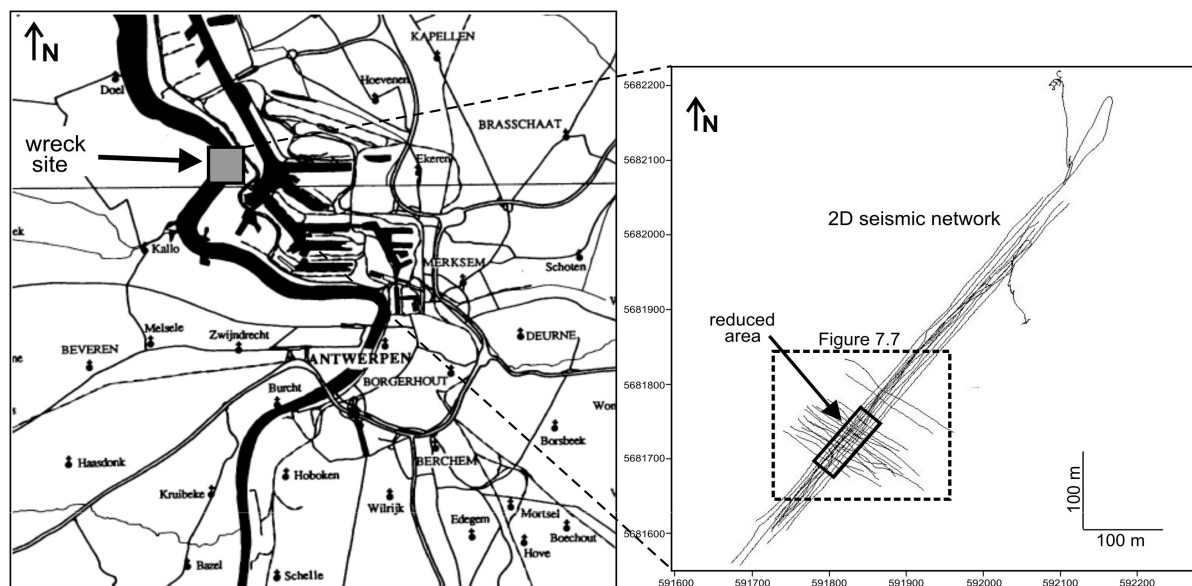 N
KAPELLEN
Doel
Hoevenen
BRASSCHAAT
wreck
site
Ekeren
ek
Kallo
MERKSEM
Schoten
Melsele
Zwijndrecht
DEURNE
BEVEREN
ANTWERPEN
BORGERHOUT
Burcht
Won
Borsbeek
Haasdonk
BERCHEM
Hoboken
Kruibeke
Wilrijk
Mortsel
Edegem
Boechout
Hove
Bazel
Schelle
N
2D seismic network
reduced
area
Figure 7.7
100 m
100 m
5682200
5682100
5682000
5681900
5681800
5681700
5681600
591600 591700 591800 591900 592000 592100 592200